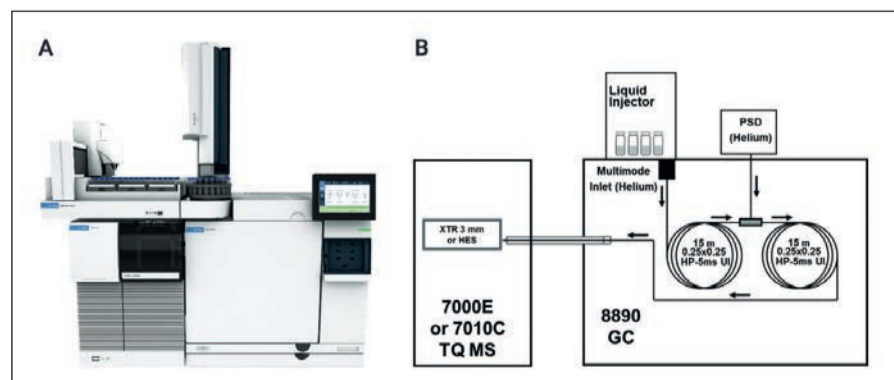 A
B
Liquid
Injector
PSD
(Helium)
Multimode
Inlet (Helium)
XTR 3 mm
or HES
15 m
0.25x0.25
HP-5ms UI
15 m
0.25x0.25
HP-5ms UI
7000E
or 7010C
TQ MS
8890
GC